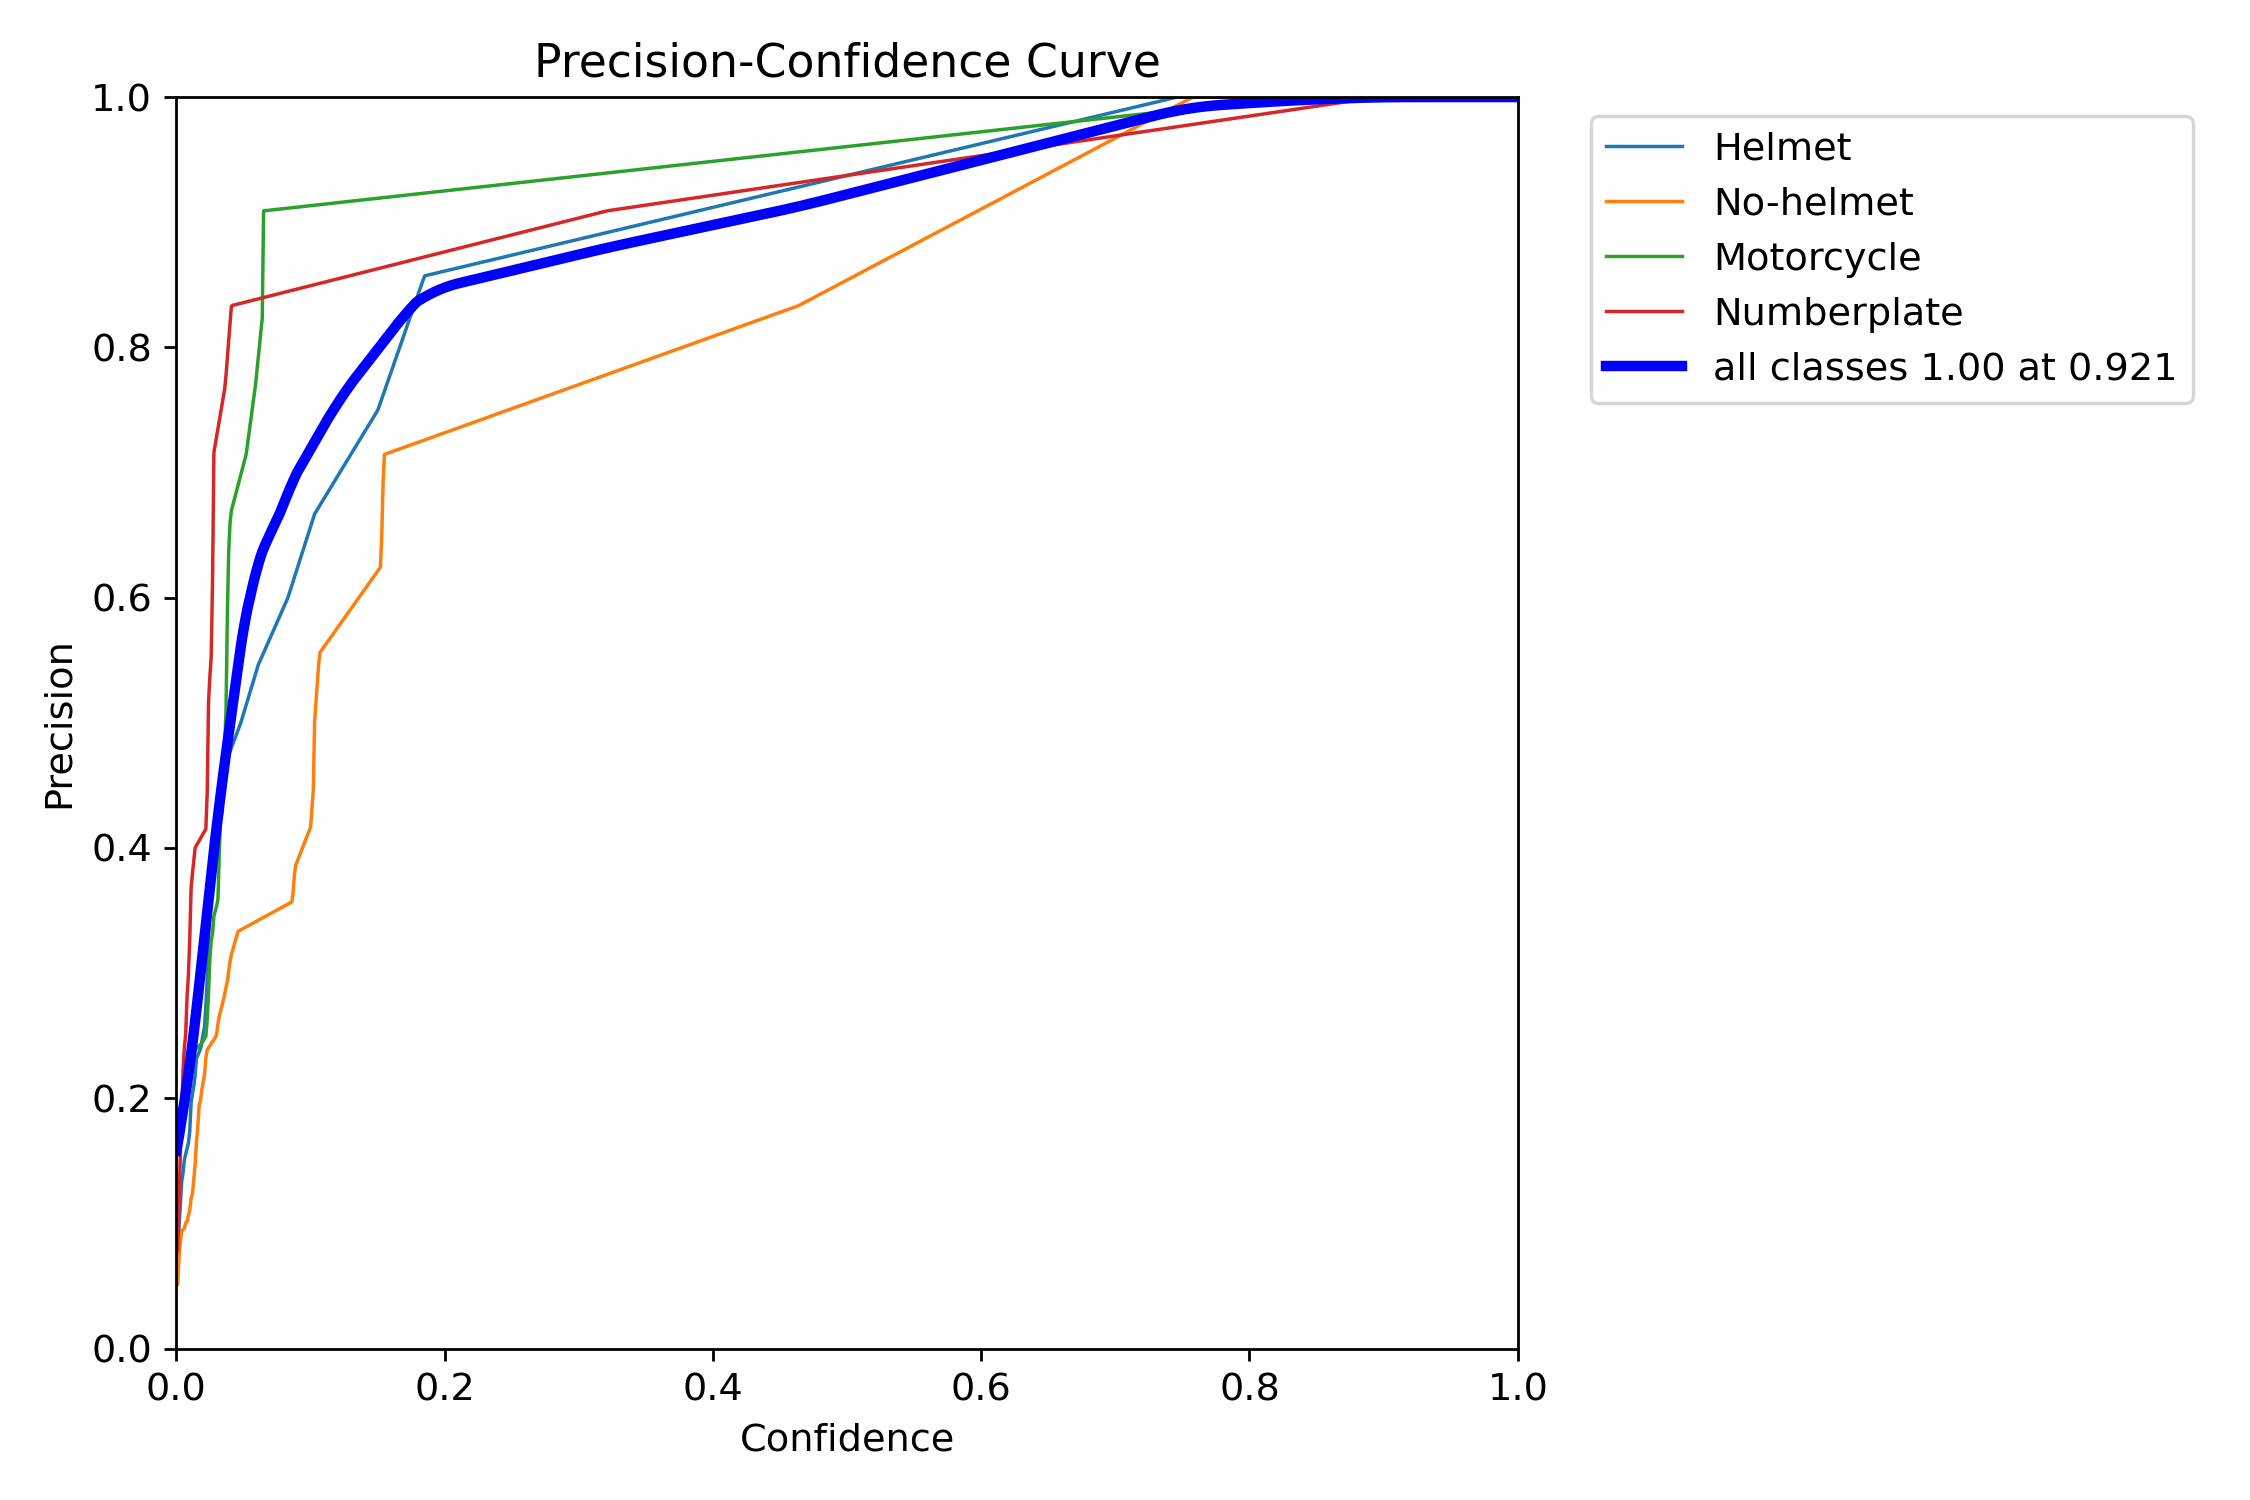 Precision-Confidence Curve
1.0
0.8
0.6
0.4
0.2
0.0
Precision
0.0 0.2 0.4 0.6 0.8 1.0
Confidence
Helmet
No-helmet
Motorcycle
Numberplate
all classes 1.00 at 0.921